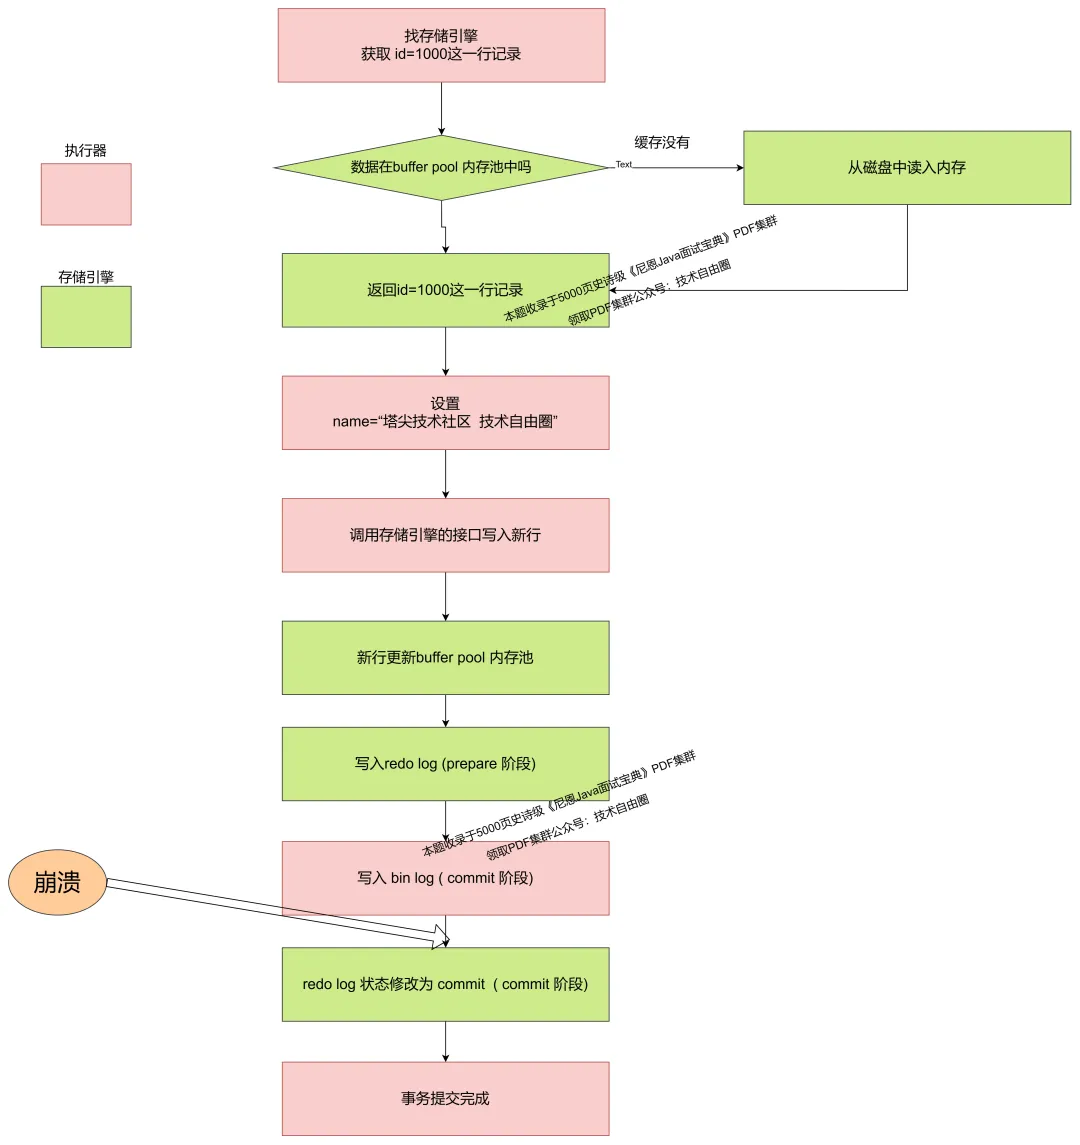 找存储引擎
获取 id=1000这一行记录
执行器
数据在buffer pool 内存池中吗
Text
缓存没有
从磁盘中读入内存
存储引擎
返回id=1000这一行记录
本题收录于5000页史诗级《尼恩Java面试宝典》PDF集群
领取PDF集群公众号：技术自由圈
设置
name=“塔尖技术社区  技术自由圈”
调用存储引擎的接口写入新行
新行更新buffer pool 内存池
写入redo log (prepare 阶段)
本题收录于5000页史诗级《尼恩Java面试宝典》PDF集群
领取PDF集群公众号：技术自由圈
写入 bin log ( commit 阶段)
崩溃
redo log 状态修改为 commit  ( commit 阶段)
事务提交完成